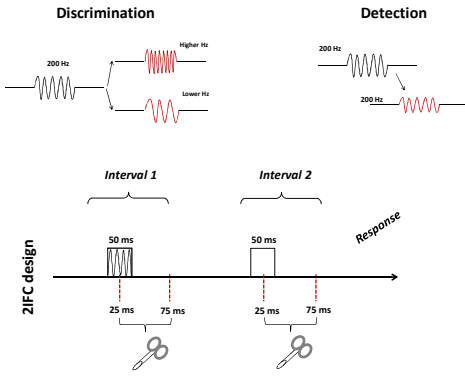 Discrimination
Detection
Higher Hz
200 Hz
200 Hz
Lower Hz
200 Hz
Interval 1
Interval 2
Response
50 ms
50 ms
2IFC design
25 ms
75 ms
25 ms
75 ms